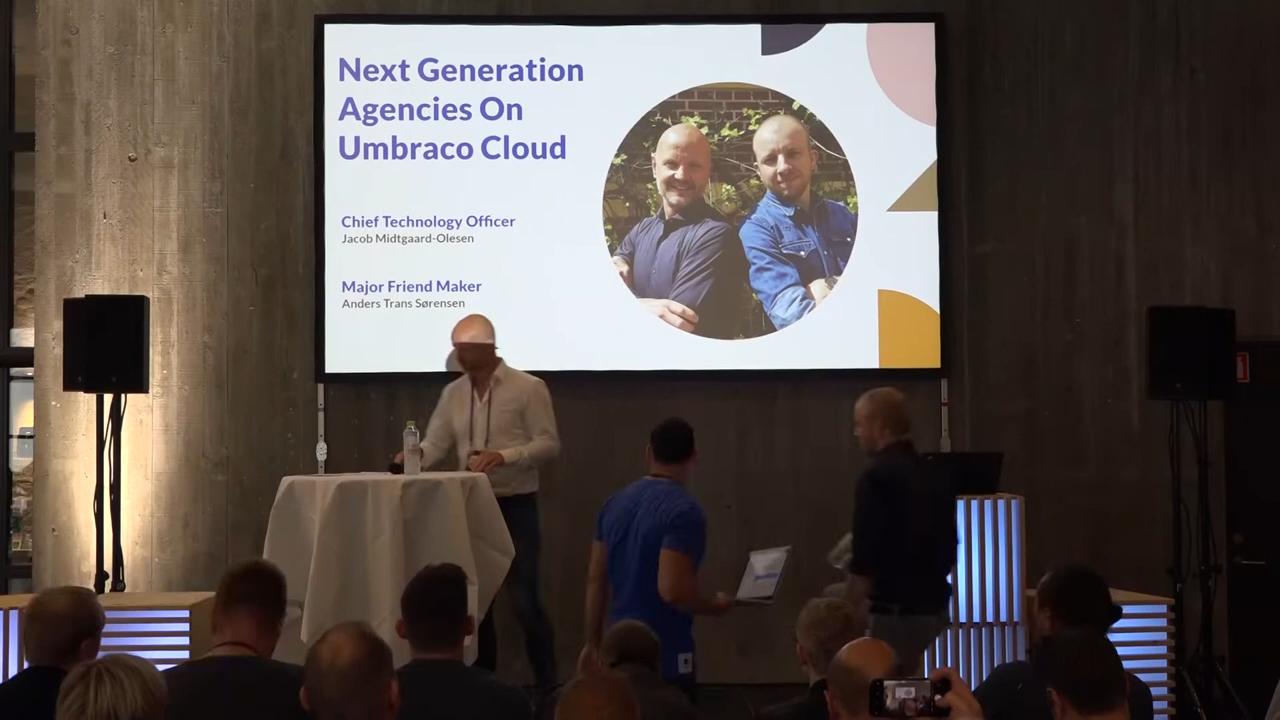 Next Generation
Agencies On
Umbraco Cloud
Chief Technology Officer
Jacob Midtgaard-Olesen
Major Friend Maker
Anders Trans Sørensen